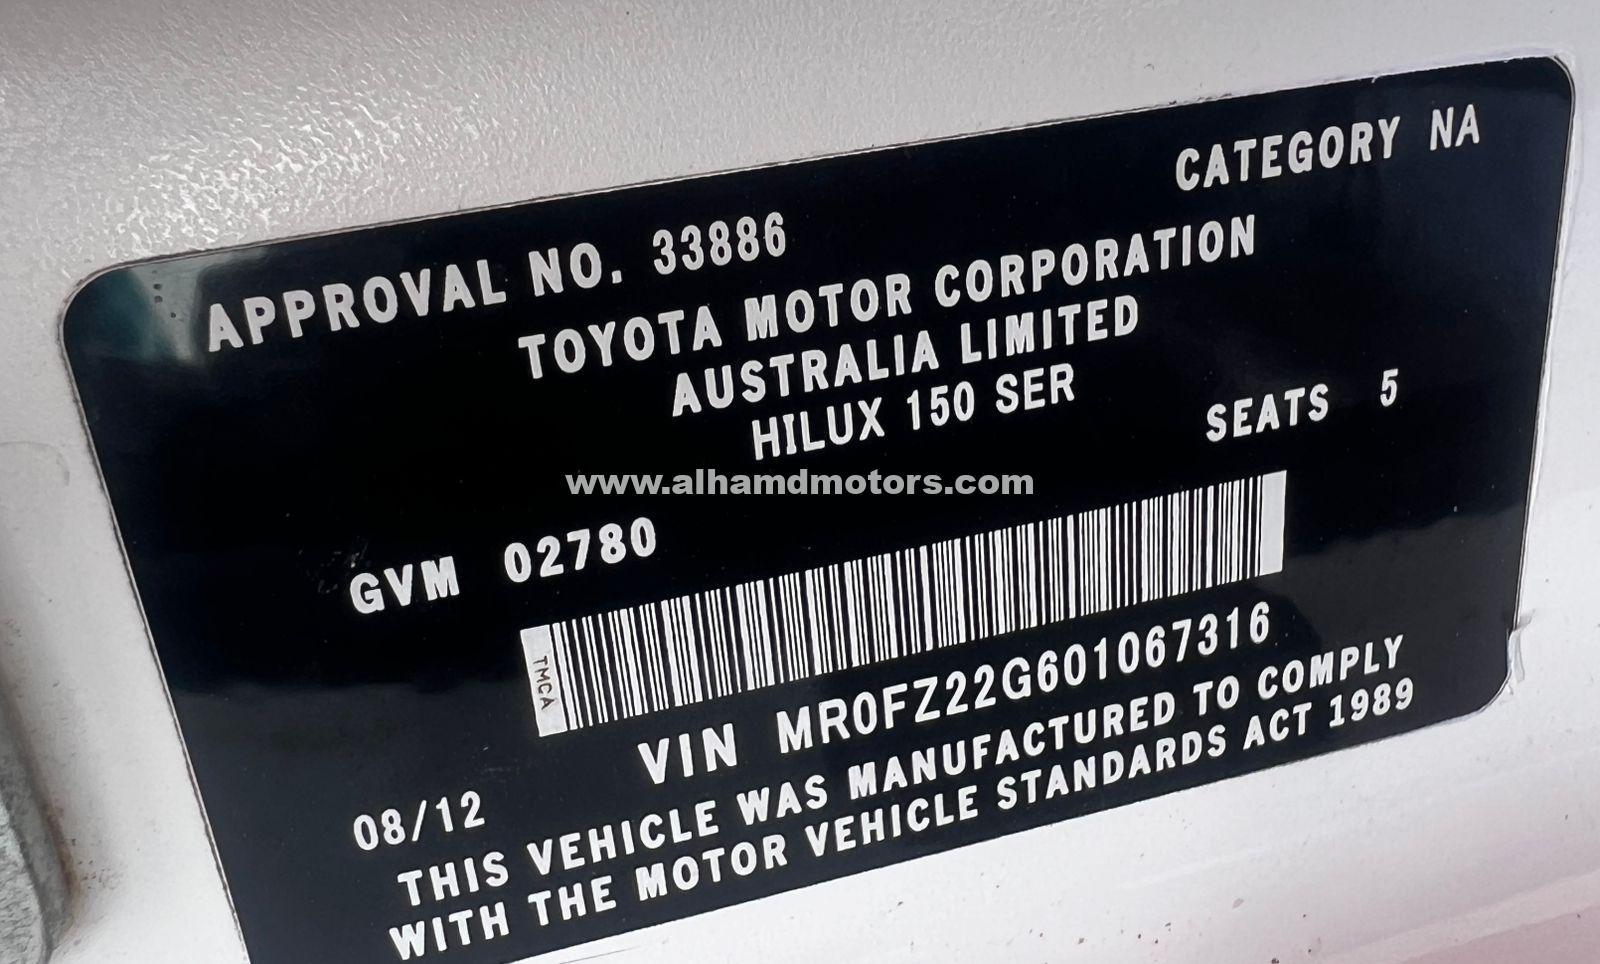 CATEGORY NA
APPROVAL NO. 33886
TOYOTA MOTOR CORPORATION
AUSTRALIA LIMITED
HILUX 150 SER
SEATS 5
www.alhamdmotors.com
GVM 02780
TMCA
VIN MR0FZ22G601067316
08/12
THIS VEHICLE WAS MANUFACTURED TO COMPLY
WITH THE MOTOR VEHICLE STANDARDS ACT 1989